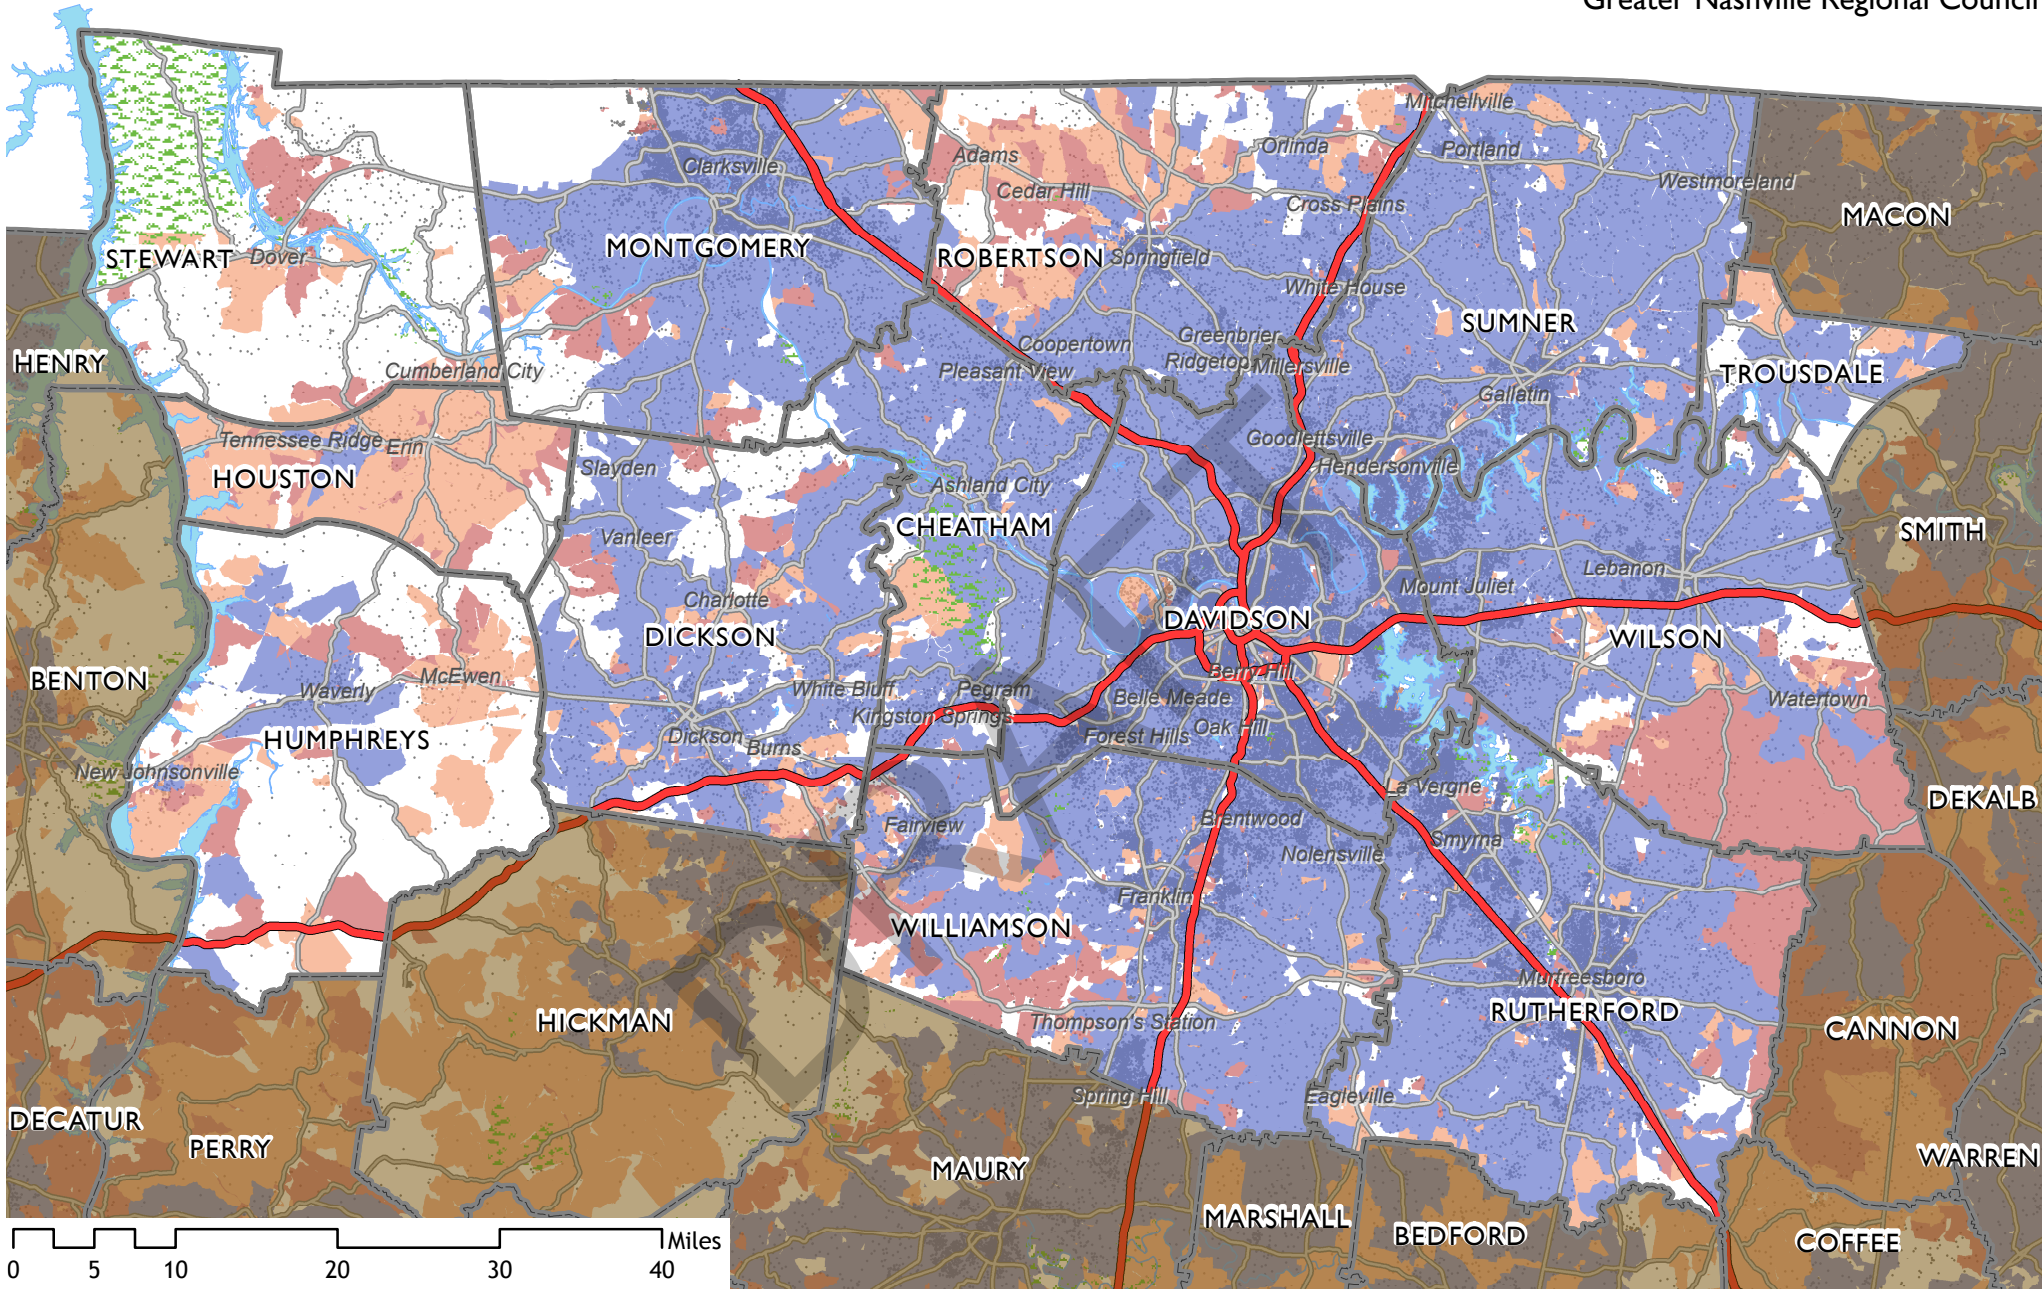 Greater Nashville Regional Council
Mitchellville
Clarksville
Adams
Orlinda
Portland
Cedar Hill
Westmoreland
Cross Plains
MACON
STEWART
Dover
MONTGOMERY
ROBERTSON
Springfield
White House
SUMNER
HENRY
Cumberland City
Coopertown
Greenbrier
Pleasant View
Ridgetop
Millersville
TROUSDALE
Gallatin
Tennessee Ridge
Erin
Goodlettsville
HOUSTON
Slayden
Hendersonville
Ashland City
CHEATHAM
Vanleer
SMITH
Lebanon
Mount Juliet
Charlotte
DAVIDSON
DICKSON
WILSON
BENTON
McEwen
Waverly
White Bluff
Pegram
Berry Hill
Belle Meade
Watertown
Kingston Springs
HUMPHREYS
Dickson
Burns
Forest Hills
Oak Hill
New Johnsonville
La Vergne
DEKALB
Fairview
Brentwood
Nolensville
Smyrna
Franklin
WILLIAMSON
Murfreesboro
HICKMAN
Thompson's Station
RUTHERFORD
CANNON
Spring Hill
Eagleville
DECATUR
PERRY
MAURY
WARREN
MARSHALL
BEDFORD
COFFEE
Miles
0 5 10 20 30 40
DRAFT